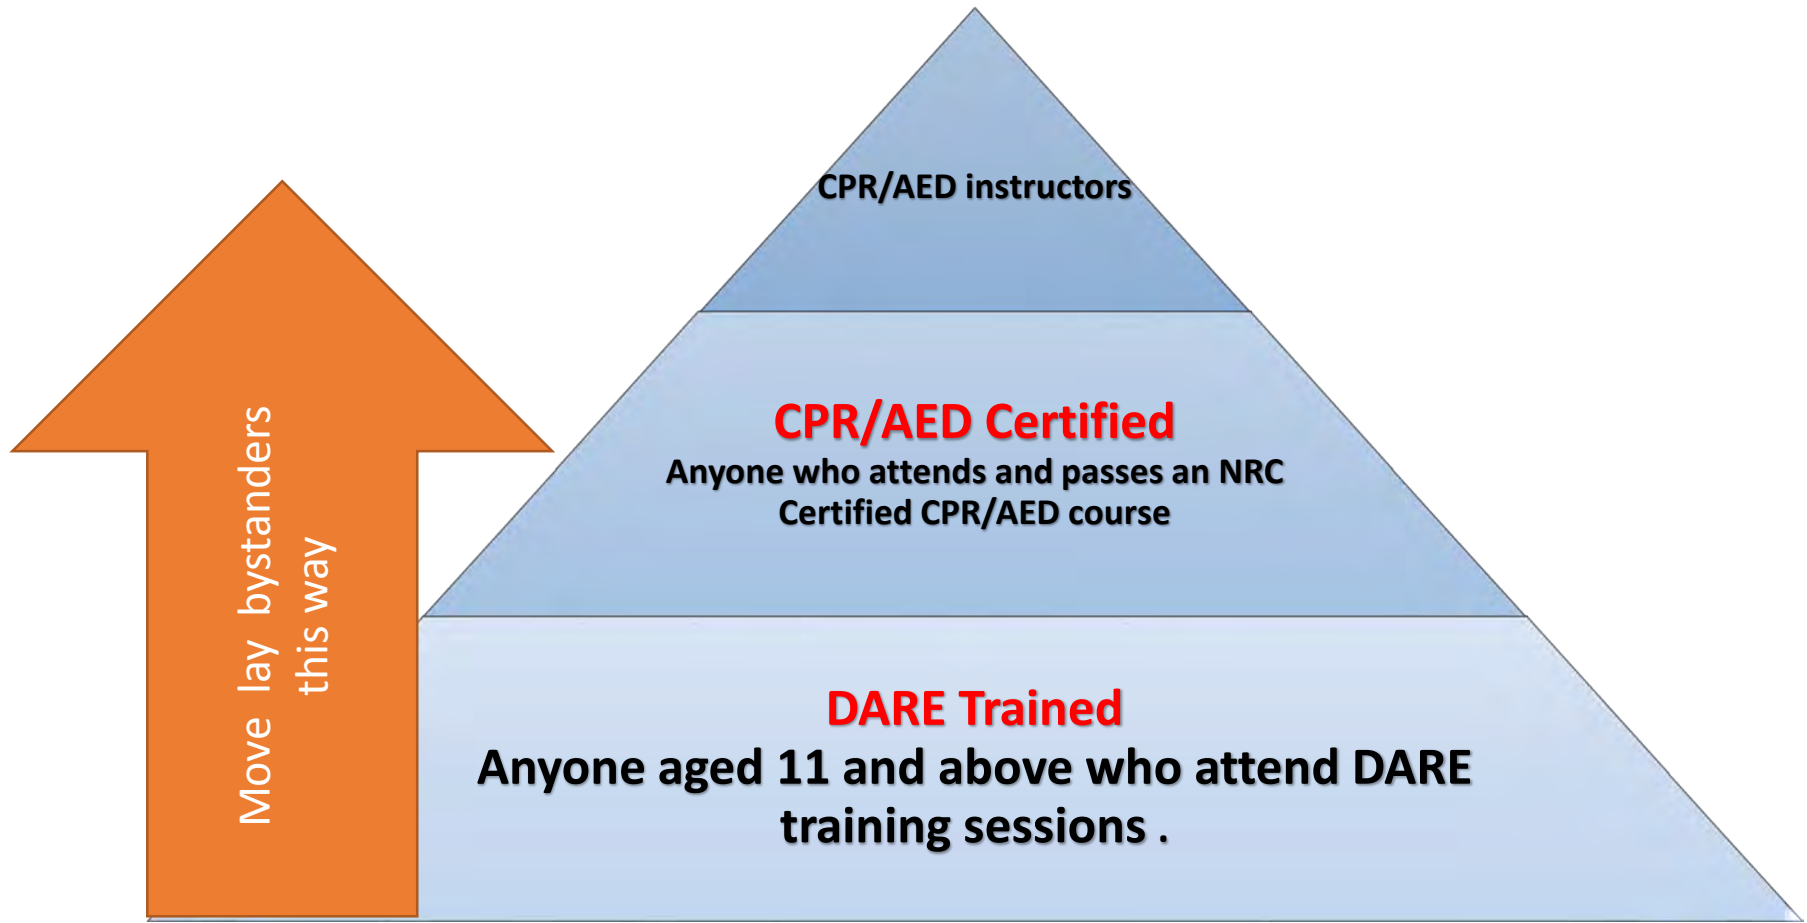 CPR/AED instructors
CPR/AED Certified
Anyone who attends and passes an NRC
Certified CPR/AED course
DARE Trained
Anyone aged 11 and above who attend DARE
training sessions .
Move lay bystanders
this way